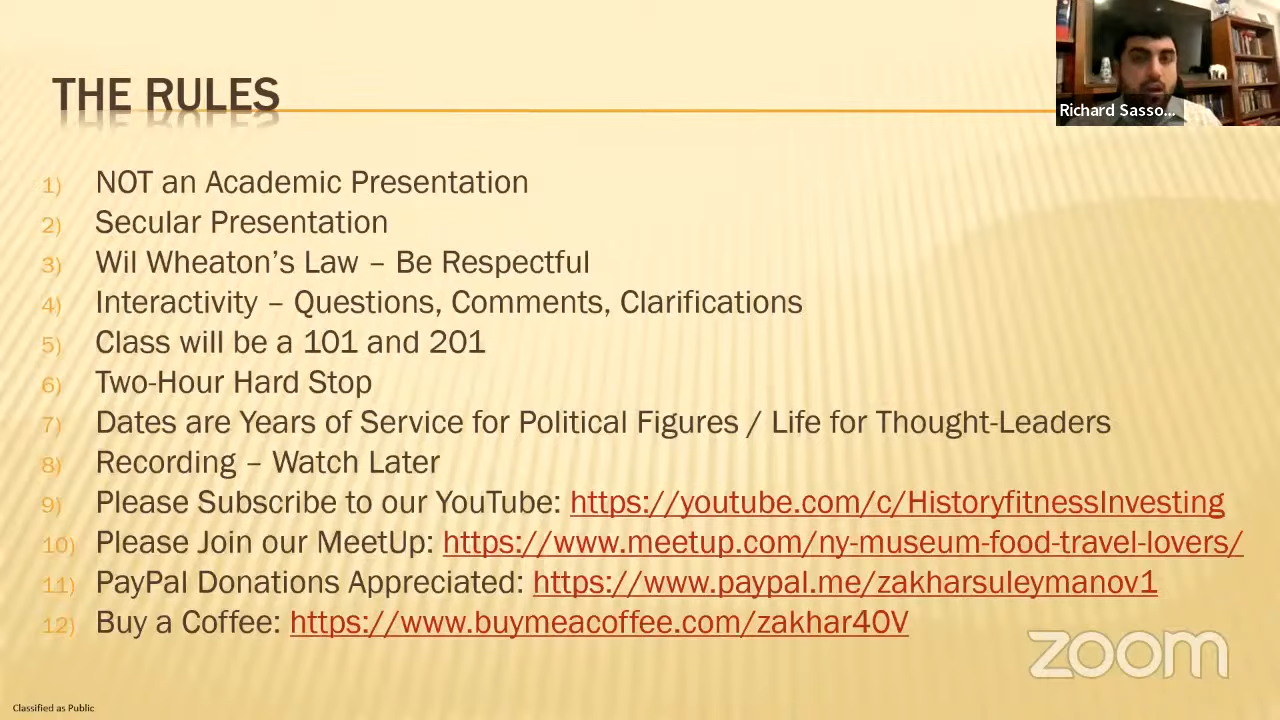 THE RULES
Richard Sasso...
1) NOT an Academic Presentation
2) Secular Presentation
3) Wil Wheaton's Law – Be Respectful
4) Interactivity – Questions, Comments, Clarifications
5) Class will be a 101 and 201
6) Two-Hour Hard Stop
7) Dates are Years of Service for Political Figures / Life for Thought-Leaders
8) Recording – Watch Later
9) Please Subscribe to our YouTube: https://youtube.com/c/HistoryfitnessInvesting
10) Please Join our MeetUp: https://www.meetup.com/ny-museum-food-travel-lovers/
11) PayPal Donations Appreciated: https://www.paypal.me/zakharsuleymanov1
12) Buy a Coffee: https://www.buymeacoffee.com/zakhar40V
zoom
Classified as Public